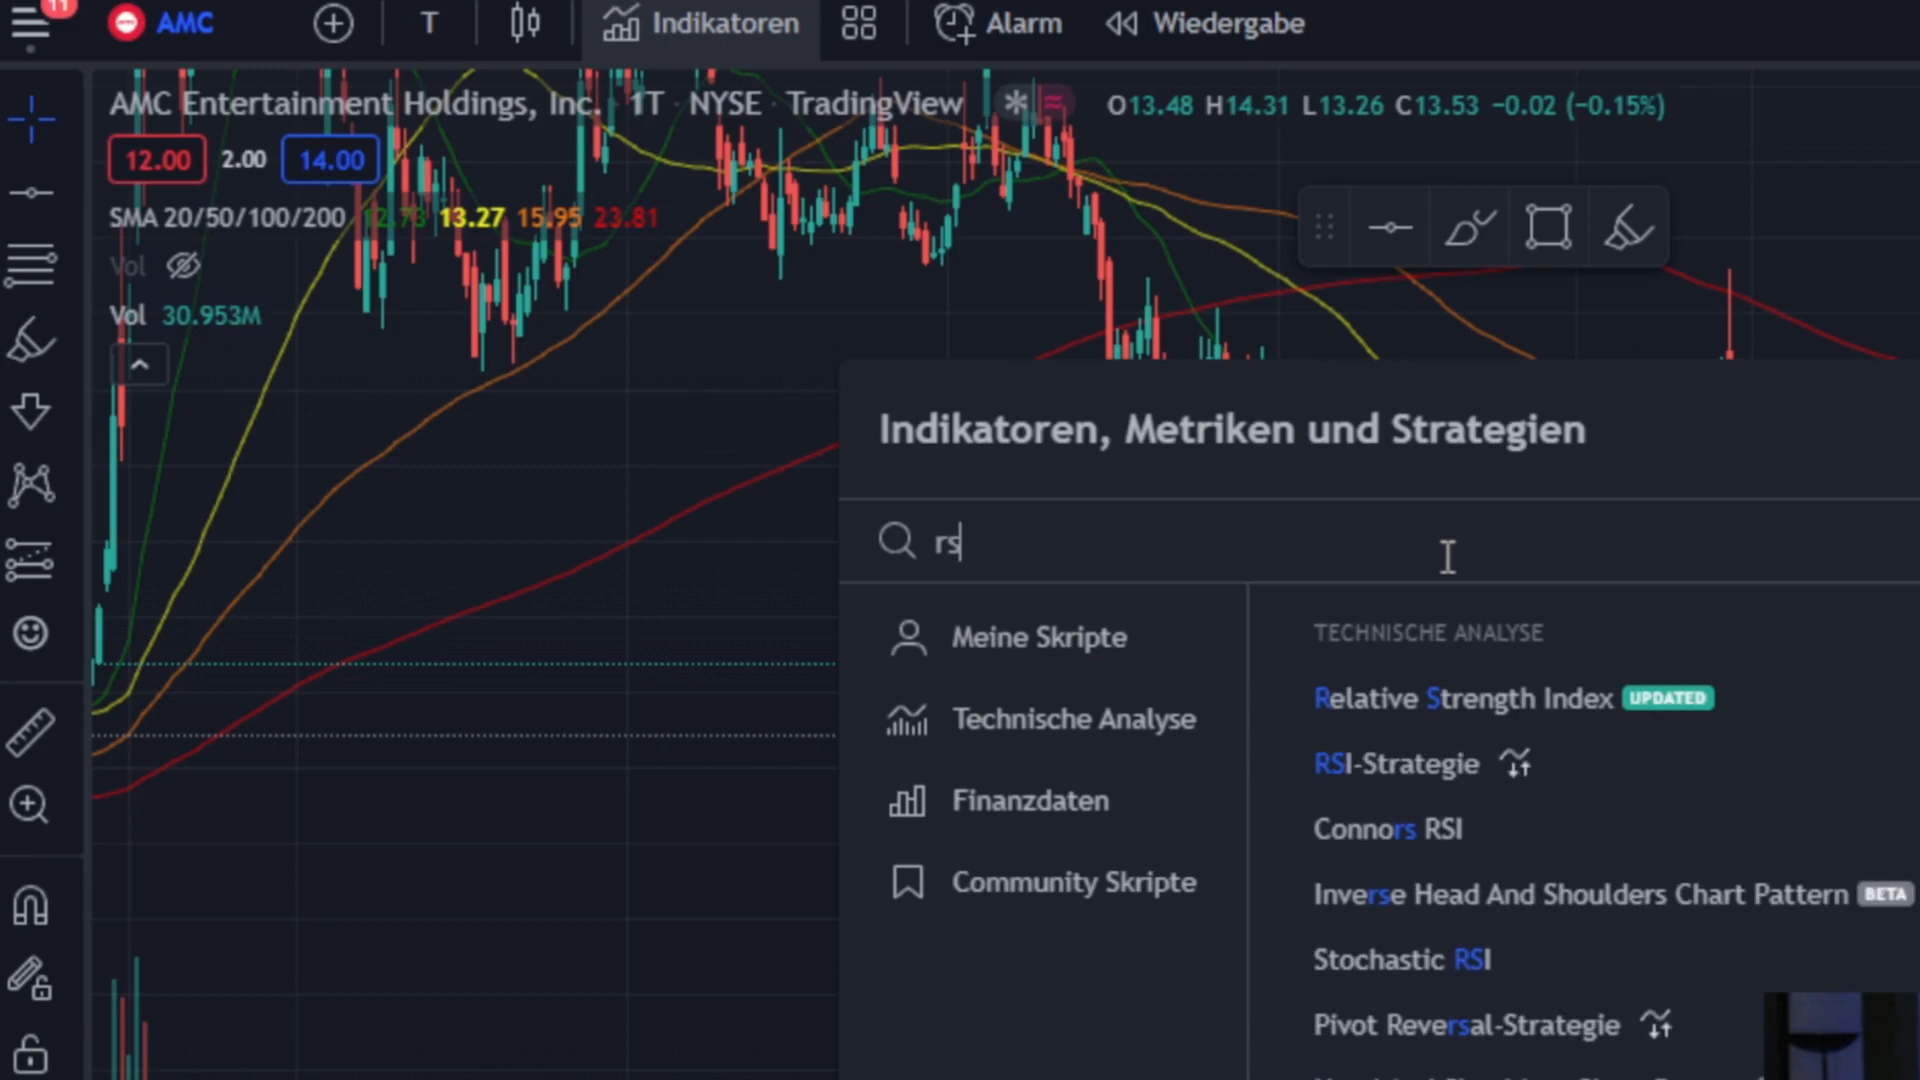 11
AMC
T
Indikatoren
Alarm
Wiedergabe
AMC Entertainment Holdings, Inc. · 1T · NYSE · TradingView
O13.48 H14.31 L13.26 C13.53 −0.02 (−0.15%)
12.00 2.00 14.00
SMA 20/50/100/200 12.73 13.27 15.95 23.81
Vol
Vol 30.953M
Indikatoren, Metriken und Strategien
rs
Meine Skripte
Technische Analyse
Finanzdaten
Community Skripte
TECHNISCHE ANALYSE
Relative Strength Index UPDATED
RSI-Strategie
Connors RSI
Inverse Head And Shoulders Chart Pattern BETA
Stochastic RSI
Pivot Reversal-Strategie